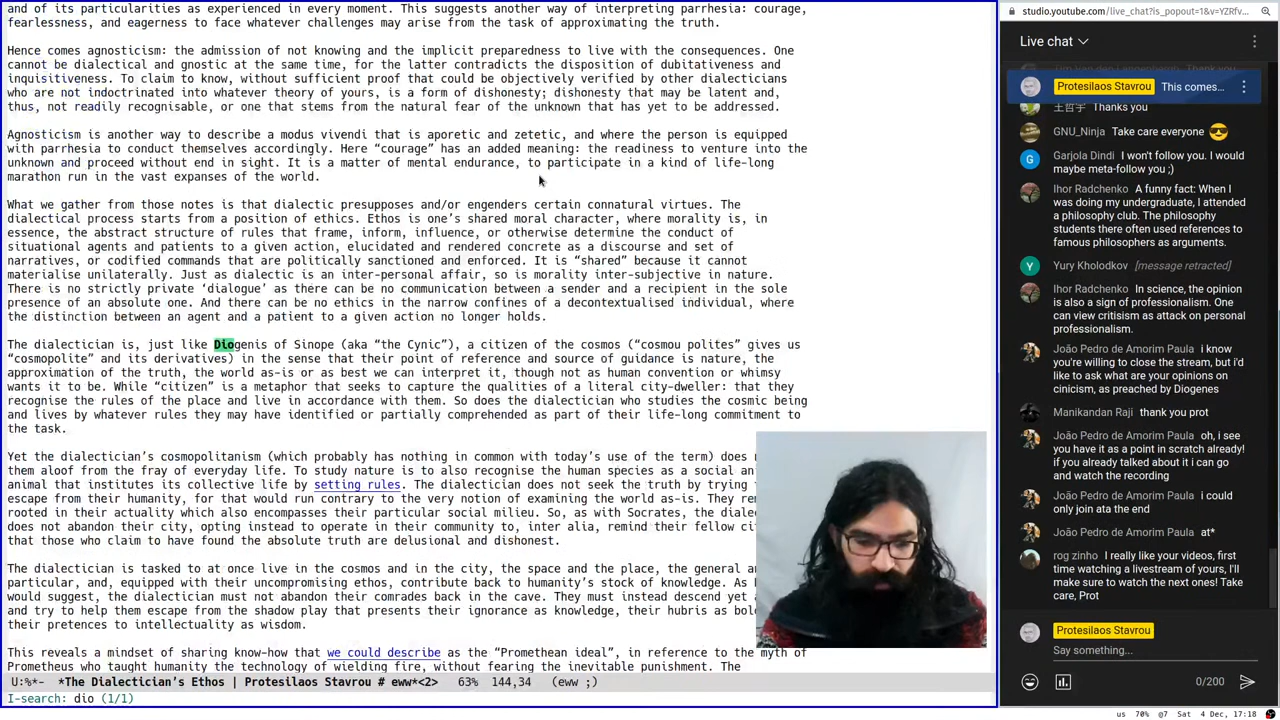 and of its particularities as experienced in every moment. This suggests another way of interpreting parrhesia: courage,
fearlessness, and eagerness to face whatever challenges may arise from the task of approximating the truth.
Hence comes agnosticism: the admission of not knowing and the implicit preparedness to live with the consequences. One
cannot be dialectical and gnostic at the same time, for the latter contradicts the disposition of dubitativeness and
inquisitiveness. To claim to know, without sufficient proof that could be objectively verified by other dialecticians
who are not indoctrinated into whatever theory of yours, is a form of dishonesty; dishonesty that may be latent and,
thus, not readily recognisable, or one that stems from the natural fear of the unknown that has yet to be addressed.
Agnosticism is another way to describe a modus vivendi that is aporetic and zetetic, and where the person is equipped
with parrhesia to conduct themselves accordingly. Here “courage” has an added meaning: the readiness to venture into the
unknown and proceed without end in sight. It is a matter of mental endurance, to participate in a kind of life-long
marathon run in the vast expanses of the world.
What we gather from those notes is that dialectic presupposes and/or engenders certain connatural virtues. The
dialectical process starts from a position of ethics. Ethos is one’s shared moral character, where morality is, in
essence, the abstract structure of rules that frame, inform, influence, or otherwise determine the conduct of
situational agents and patients to a given action, elucidated and rendered concrete as a discourse and set of
narratives, or codified commands that are politically sanctioned and enforced. It is “shared” because it cannot
materialise unilaterally. Just as dialectic is an inter-personal affair, so is morality inter-subjective in nature.
There is no strictly private ‘dialogue’ as there can be no communication between a sender and a recipient in the sole
presence of an absolute one. And there can be no ethics in the narrow confines of a decontextualised individual, where
the distinction between an agent and a patient to a given action no longer holds.
The dialectician is, just like Diogenis of Sinope (aka “the Cynic”), a citizen of the cosmos (“cosmou polites” gives us
“cosmopolite” and its derivatives) in the sense that their point of reference and source of guidance is nature, the
approximation of the truth, the world as-is or as best we can interpret it, though not as human convention or whimsy
wants it to be. While “citizen” is a metaphor that seeks to capture the qualities of a literal city-dweller: that they
recognise the rules of the place and live in accordance with them. So does the dialectician who studies the cosmic being
and lives by whatever rules they may have identified or partially comprehended as part of their life-long commitment to
the task.
Yet the dialectician’s cosmopolitanism (which probably has nothing in common with today’s use of the term) does
them aloof from the fray of everyday life. To study nature is to also recognise the human species as a social
animal that institutes its collective life by setting rules. The dialectician does not seek the truth by trying
escape from their humanity, for that would run contrary to the very notion of examining the world as-is. They
rooted in their actuality which also encompasses their particular social milieu. So, as with Socrates, the
does not abandon their city, opting instead to operate in their community to, inter alia, remind their fellow
that those who claim to have found the absolute truth are delusional and dishonest.
The dialectician is tasked to at once live in the cosmos and in the city, the space and the place, the general
particular, and, equipped with their uncompromising ethos, contribute back to humanity’s stock of knowledge. As
would suggest, the dialectician must not abandon their comrades back in the cave. They must instead descend yet
and try to help them escape from the shadow play that presents their ignorance as knowledge, their hubris as
their pretences to intellectuality as wisdom.
This reveals a mindset of sharing know-how that we could describe as the “Promethean ideal”, in reference to the myth of
Prometheus who taught humanity the technology of wielding fire, without fearing the inevitable punishment. The
U:%*- *The Dialectician’s Ethos | Protesilaos Stavrou # eww*<2> 63% 144,34 (eww ;)
I-search: dio (1/1)
studio.youtube.com/live_chat?is_popout=1&v=YZRfv...
Live chat
Protesilaos Stavrou This comes...
王哲宇 Thanks you
GNU_Ninja Take care everyone 😎
Garjola Dindi I won't follow you. I would
maybe meta-follow you ;)
Ihor Radchenko A funny fact: When I
was doing my undergraduate, I attended
a philosophy club. The philosophy
students there often used references to
famous philosophers as arguments.
Yury Kholodkov [message retracted]
Ihor Radchenko In science, the opinion
is also a sign of professionalism. One
can view critisism as attack on personal
professionalism.
João Pedro de Amorim Paula i know
you're willing to close the stream, but i'd
like to ask what are your opinions on
cinicism, as preached by Diogenes
Manikandan Raji thank you prot
João Pedro de Amorim Paula oh, i see
you have it as a point in scratch already!
if you already talked about it i can go
and watch the recording
João Pedro de Amorim Paula i could
only join ata the end
João Pedro de Amorim Paula at*
rog zinho I really like your videos, first
time watching a livestream of yours, I'll
make sure to watch the next ones! Take
care, Prot
Protesilaos Stavrou
Say something...
0/200
us 70% @7 Sat 4 Dec, 17:18